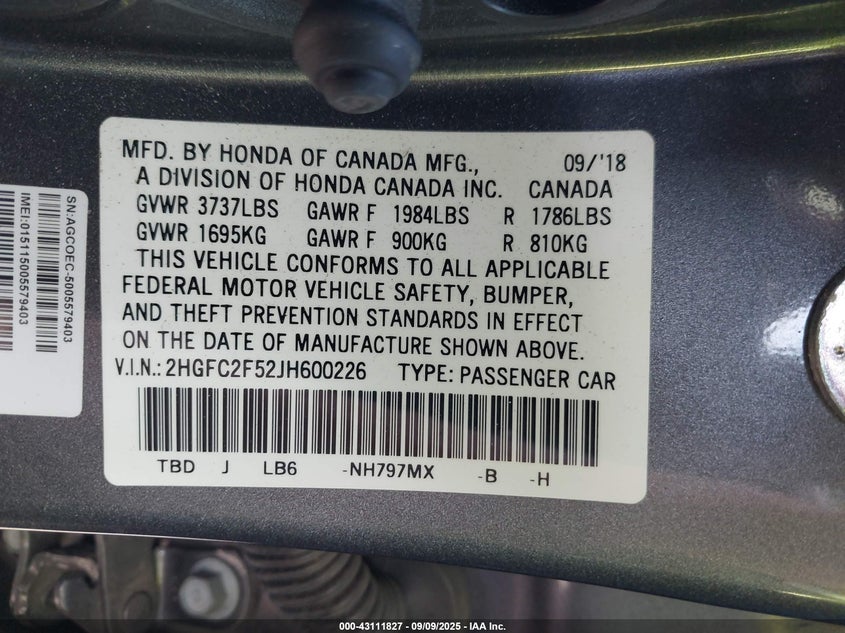 MFD. BY HONDA OF CANADA MFG., 09/'18
A DIVISION OF HONDA CANADA INC. CANADA
GVWR 3737LBS GAWR F 1984LBS R 1786LBS
GVWR 1695KG GAWR F 900KG R 810KG
THIS VEHICLE CONFORMS TO ALL APPLICABLE
FEDERAL MOTOR VEHICLE SAFETY, BUMPER,
AND THEFT PREVENTION STANDARDS IN EFFECT
ON THE DATE OF MANUFACTURE SHOWN ABOVE.
V.I.N.: 2HGFC2F52JH600226 TYPE: PASSENGER CAR
TBD J LB6 -NH797MX -B -H
SN:AGCOEC-5005579403
IMEI:015115005579403
000-43111827 - 09/09/2025 - IAA Inc.